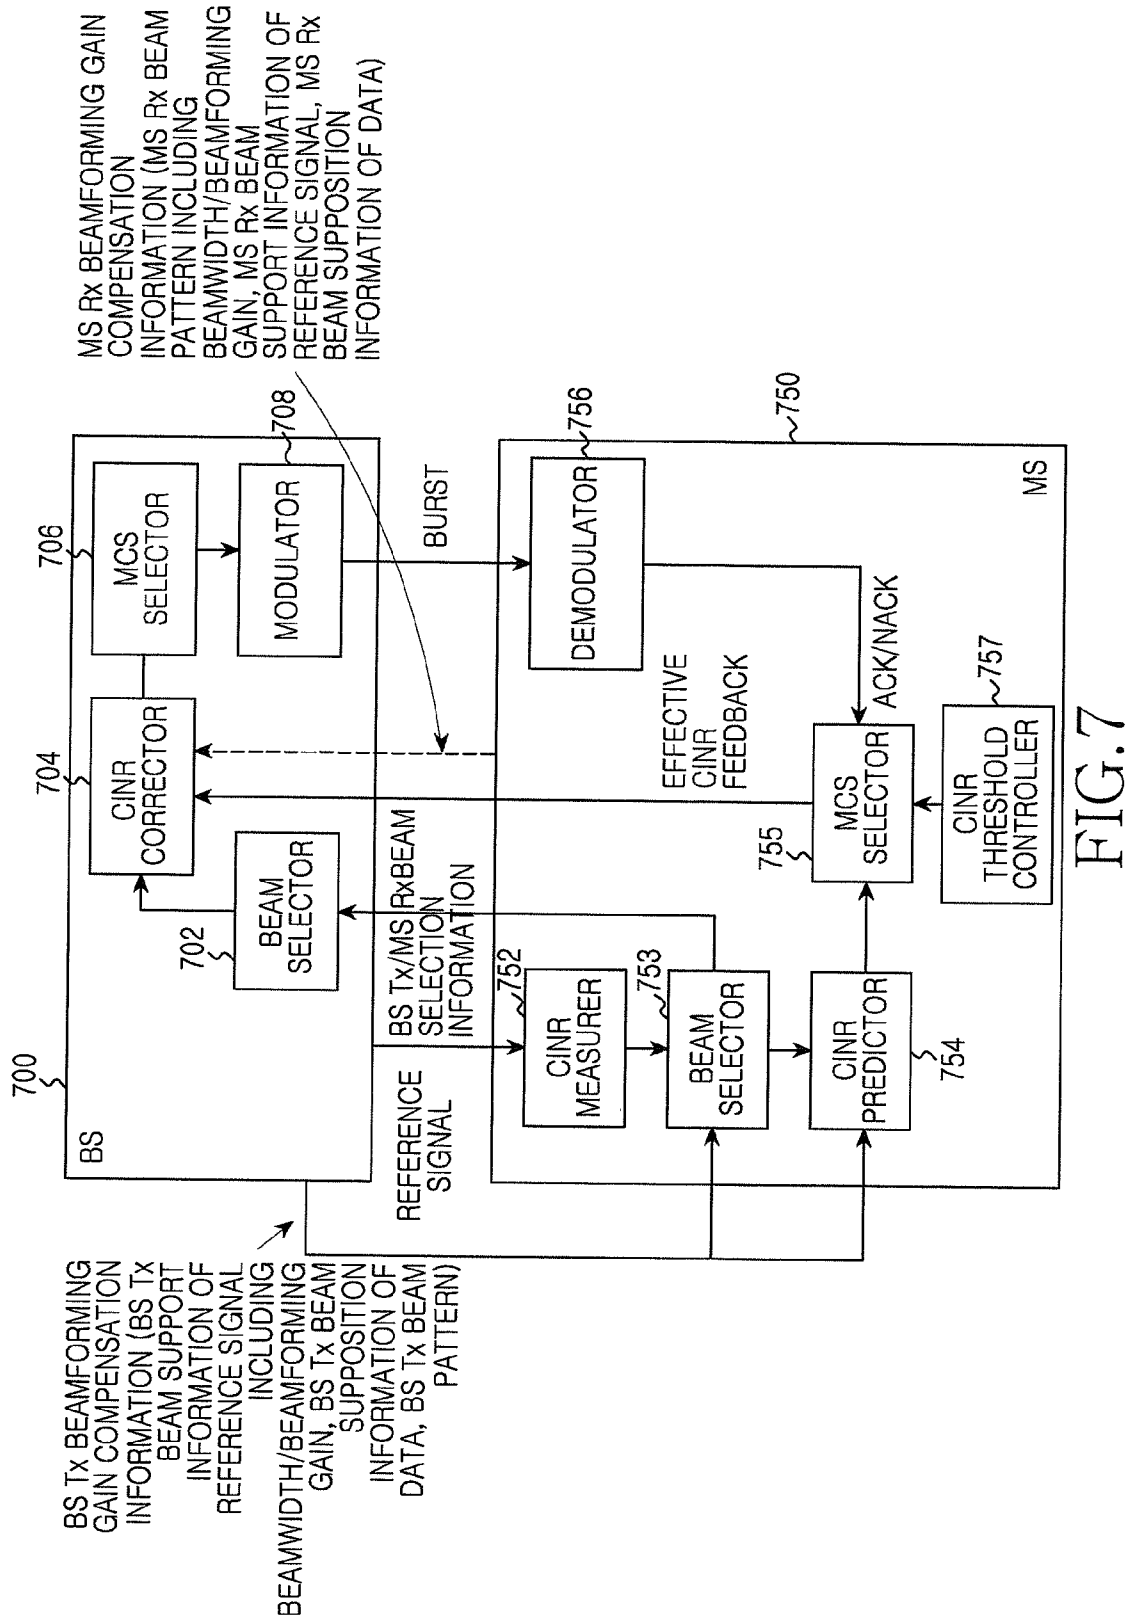 BS Tx BEAMFORMING
GAIN COMPENSATION
INFORMATION (BS Tx
BEAM SUPPORT
INFORMATION OF
REFERENCE SIGNAL
INCLUDING
BEAMWIDTH/BEAMFORMING
GAIN, BS Tx BEAM
SUPPOSITION
INFORMATION OF
DATA, BS Tx BEAM
PATTERN)
700
BS
702
BEAM
SELECTOR
704
CINR
CORRECTOR
706
MCS
SELECTOR
708
MODULATOR
MS Rx BEAMFORMING GAIN
COMPENSATION
INFORMATION (MS Rx BEAM
PATTERN INCLUDING
BEAMWIDTH/BEAMFORMING
GAIN, MS Rx BEAM
SUPPORT INFORMATION OF
REFERENCE SIGNAL, MS Rx
BEAM SUPPOSITION
INFORMATION OF DATA)
REFERENCE
SIGNAL
BS Tx/MS RxBEAM
SELECTION
INFORMATION
BURST
750
MS
752
CINR
MEASURER
753
BEAM
SELECTOR
CINR
PREDICTOR
754
EFFECTIVE
CINR
FEEDBACK
755
MCS
SELECTOR
756
DEMODULATOR
ACK/NACK
757
CINR
THRESHOLD
CONTROLLER
FIG.7